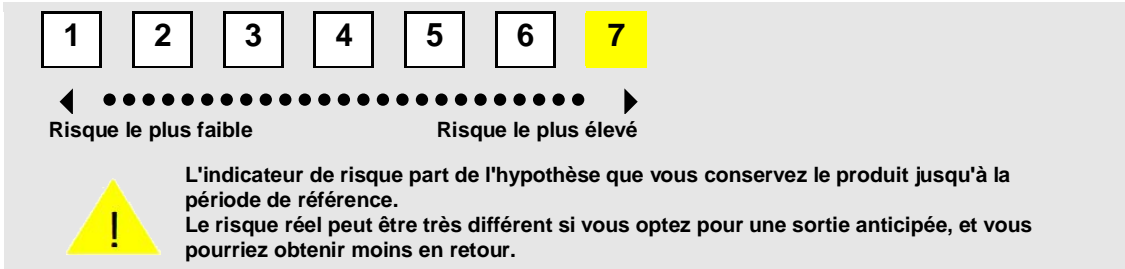 1 2 3 4 5 6 7
Risque le plus faible Risque le plus élevé
L'indicateur de risque part de l'hypothèse que vous conservez le produit jusqu'à la
période de référence.
Le risque réel peut être très différent si vous optez pour une sortie anticipée, et vous
pourriez obtenir moins en retour.
!